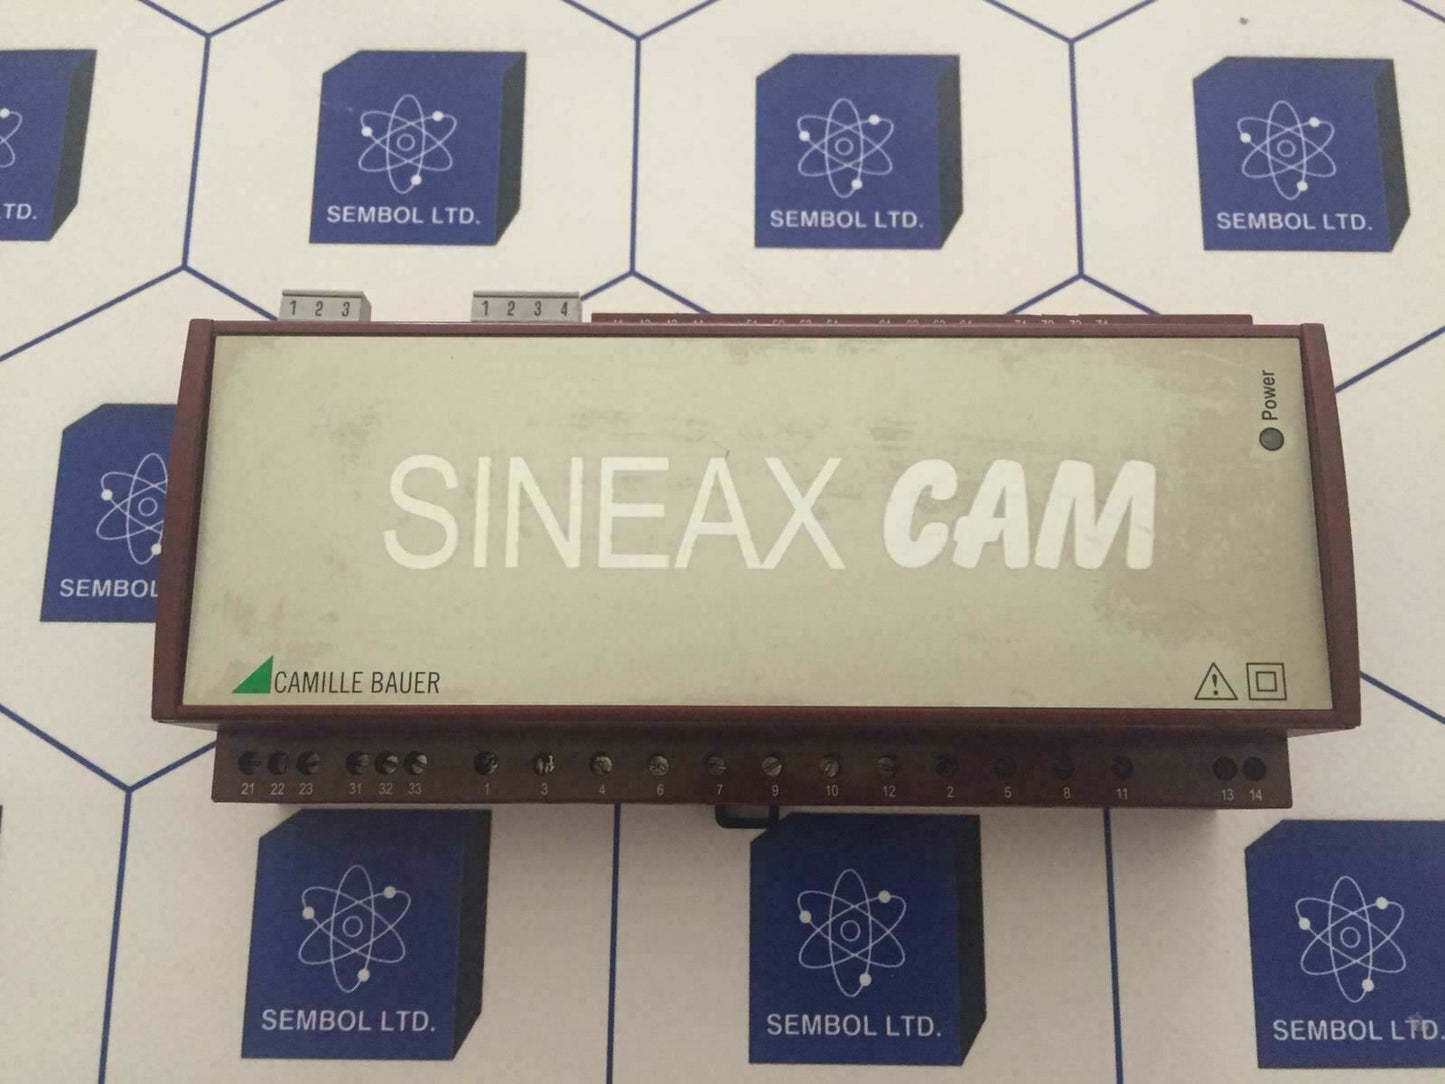 TD.
SEMBOL LTD.
SEMBOL LTD.
SEMBOL LTD.
1 2 3
1 2 3 4
Power
SINEAX CAM
SEMBOL
CAMILLE BAUER
21 22 23 31 32 33 1 3 4 6 7 9 10 12 2 5 8 11 13 14
SEMBOL LTD.
SEMBOL LTD.
SEMBOL LTD.